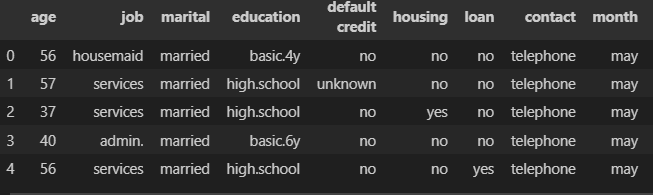 age job marital education default credit housing loan contact month
0 56 housemaid married basic.4y no no no telephone may
1 57 services married high.school unknown no no telephone may
2 37 services married high.school no yes no telephone may
3 40 admin. married basic.6y no no no telephone may
4 56 services married high.school no no yes telephone may